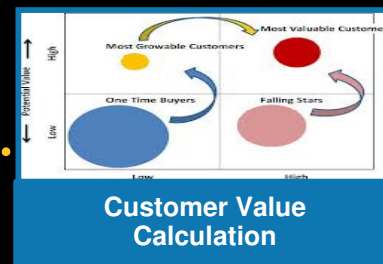 Most Valuable Custome
Most Growable Customers
High
Potential Value
One Time Buyers
Falling Stars
Low
Low
High
Customer Value
Calculation